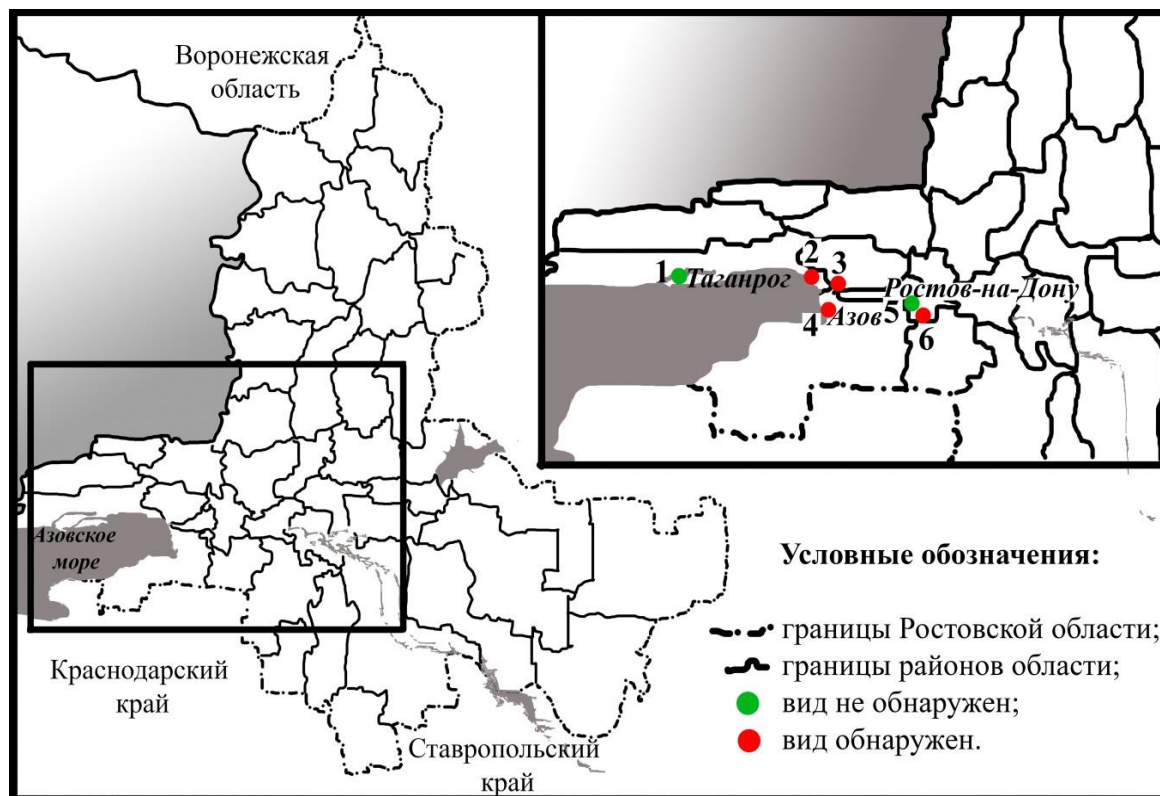 Воронежская
область
1
Таганрог
2
3
4
Азов
Ростов-на-Дону
5
6
Азовское
море
Краснодарский
край
Ставропольский
край
Условные обозначения:
границы Ростовской области;
границы районов области;
вид не обнаружен;
вид обнаружен.